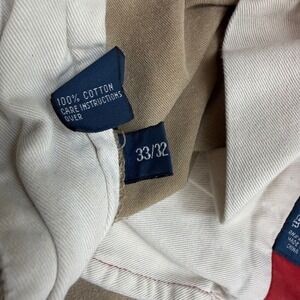 100% COTTON
CARE INSTRUCTIONS
OVER
33/32